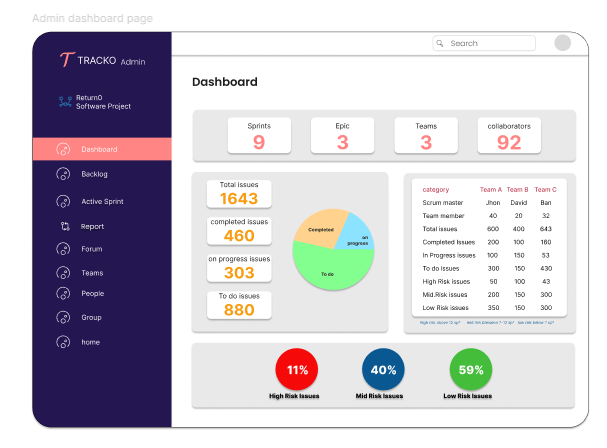 Admin dashboard page
TRACKO Admin
Search
Return0
Software Project
Dashboard
Backlog
Active Sprint
Report
Forum
Teams
People
Group
home
Dashboard
Sprints
9
Epic
3
Teams
3
collaborators
92
Total Issues
1643
completed issues
460
on progress issues
303
To do issues
880
Completed
on
progress
To do
category Team A Team B Team C
Scrum master Jhon David Ban
Team member 40 20 32
Total issues 600 400 643
Completed Issues 200 100 160
In Progress issues 100 150 53
To do Issues 300 150 430
High Risk issues 50 100 43
Mid.Risk issues 200 150 300
Low Risk issues 350 150 300
11%
High Risk Issues
40%
Mid Risk Issues
59%
Low Risk Issues